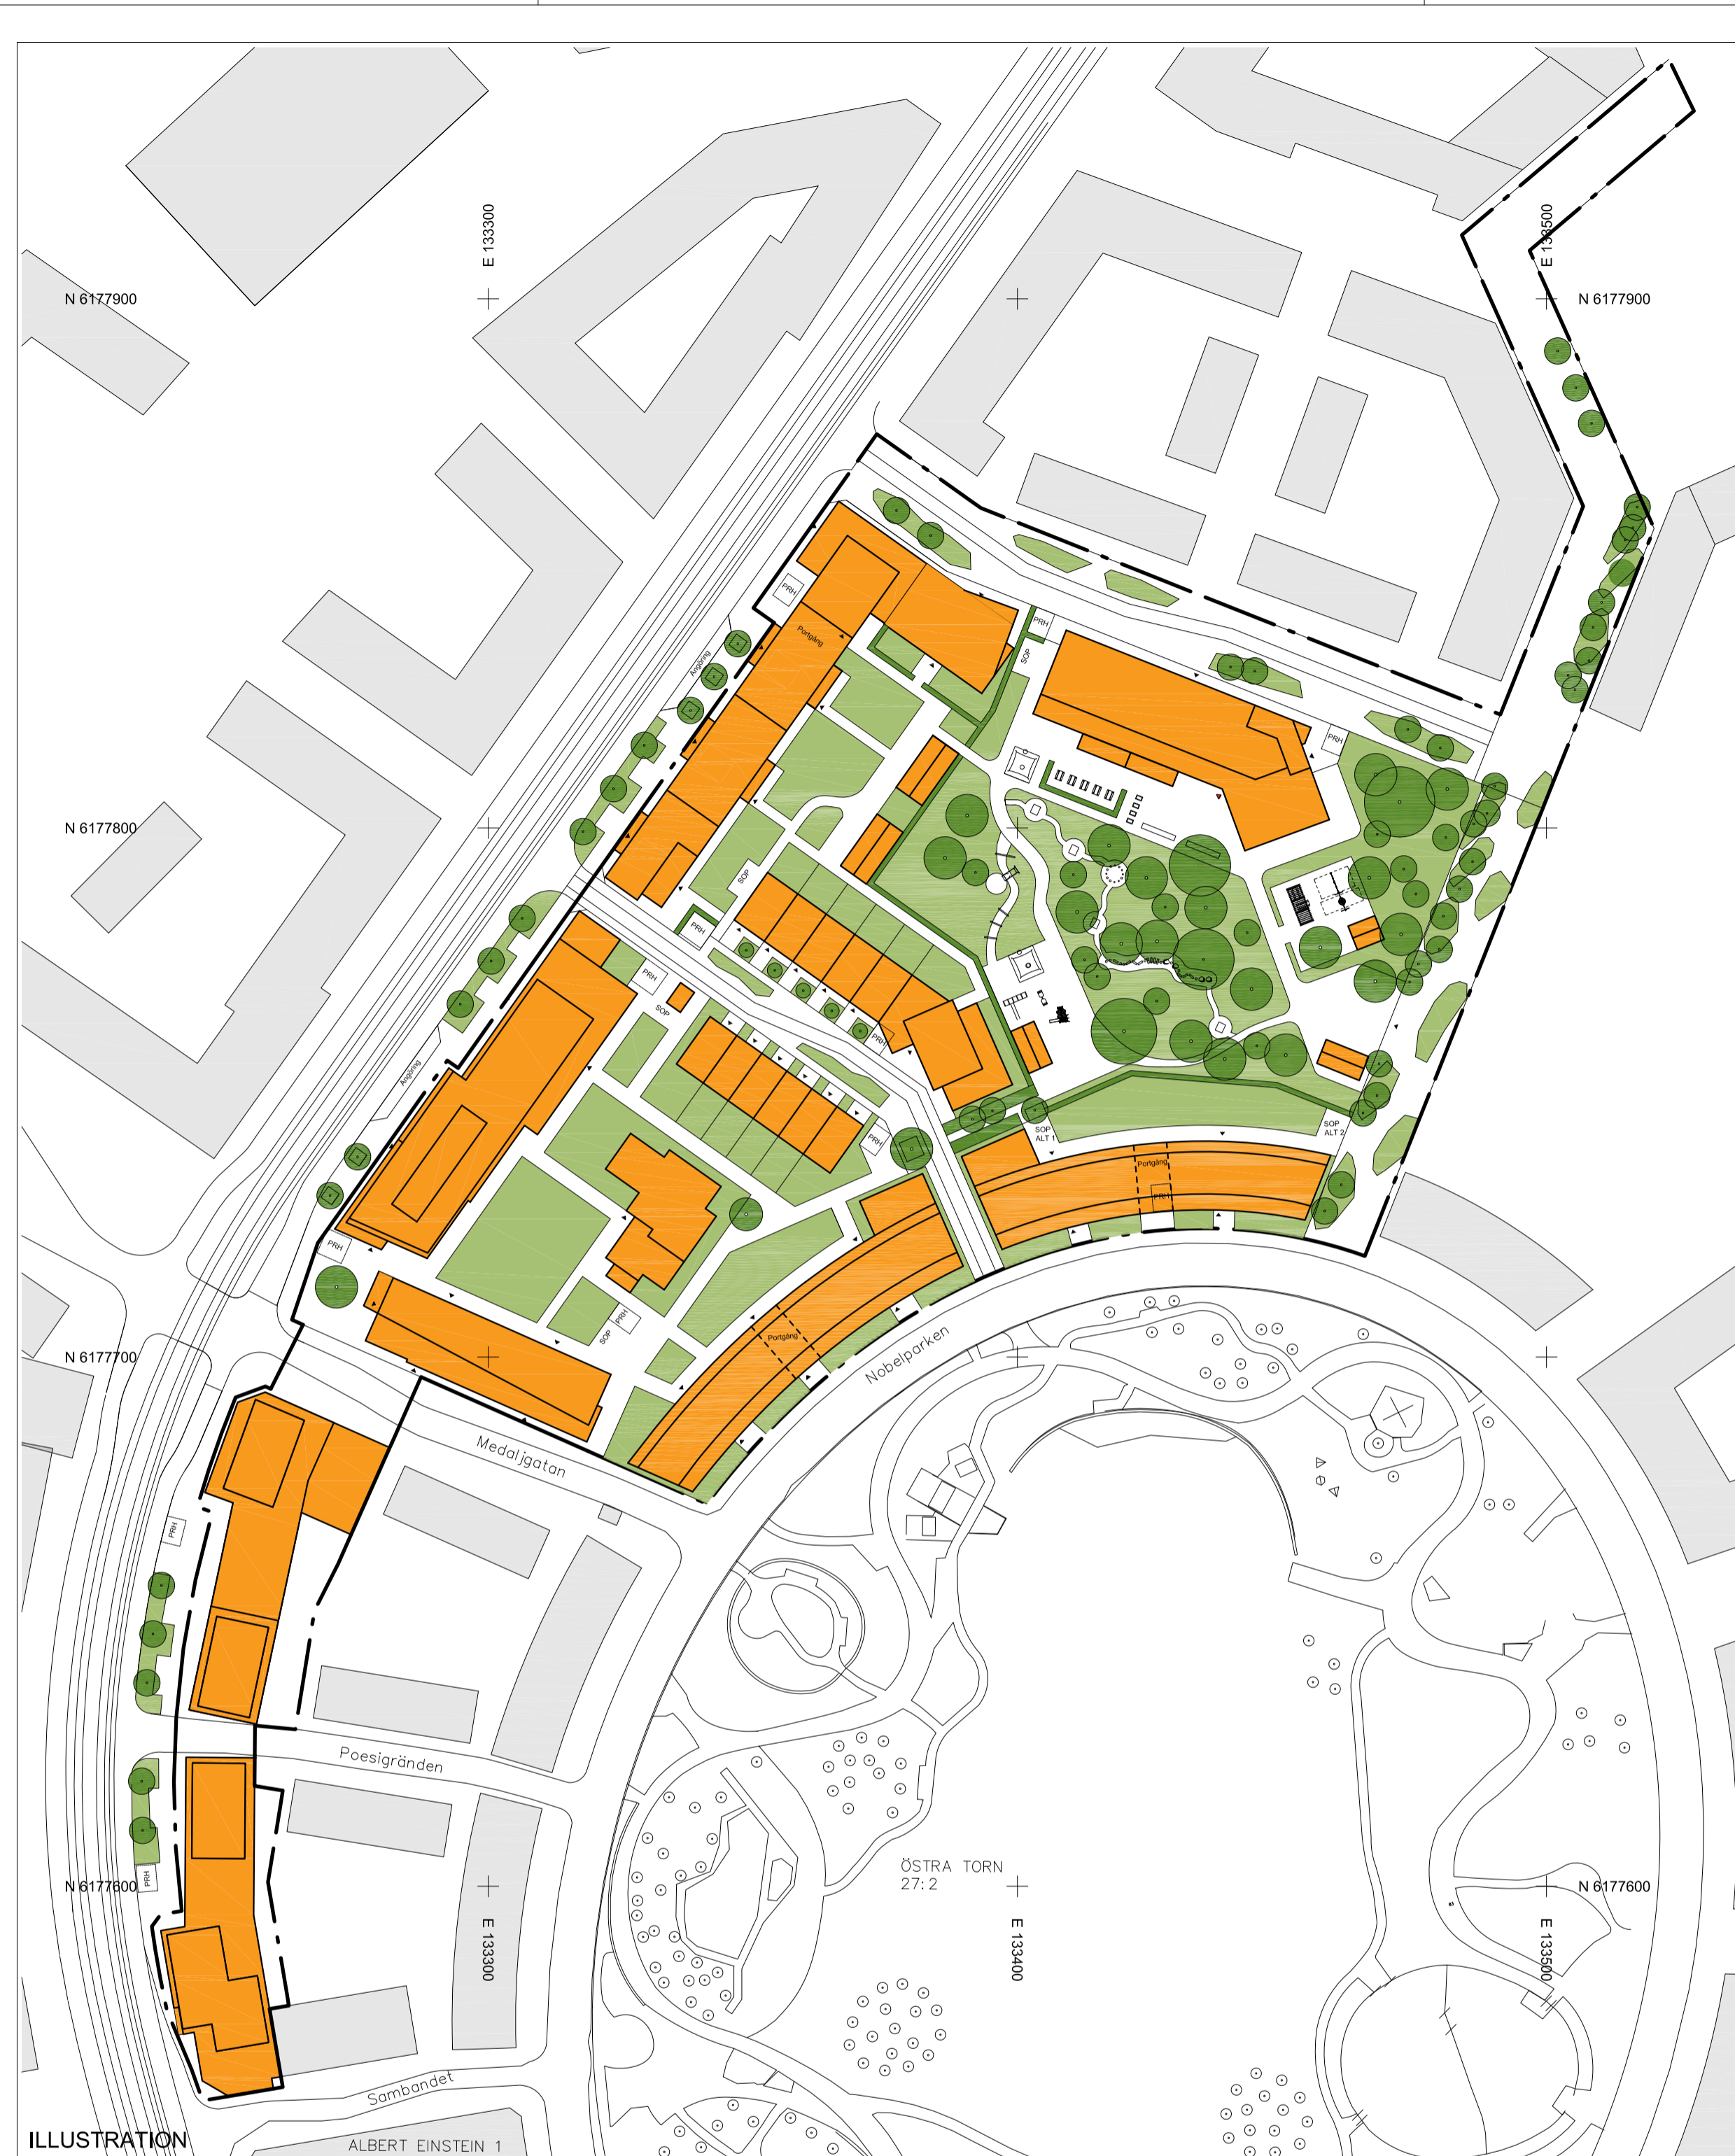 E 133300
E 133500
N 6177900
N 6177900
PRH
PRH
Portgång
SOP
Angöring
PRH
N 6177800
SOP
PRH
PRH
SOP
PRH
Angöring
SOP
ALT 1
SOP
ALT 2
PRH
Portgång
PRH
PRH
PRH
SOP
Portgång
Nobelparken
N 6177700
Medaljgatan
PRH
Poesigränden
ÖSTRA TORN
27:2
PRH
N 6177600
N 6177600
E 133300
E 133400
E 133500
Sambandet
ILLUSTRATION
ALBERT EINSTEIN 1